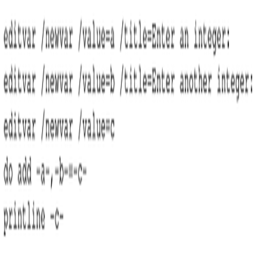 editvar /newvar /value=a /title=Enter an integer:
editvar /newvar /value=b /title=Enter another integer:
editvar /newvar /value=c
do add -a-,-b-=-c-
printline -c-